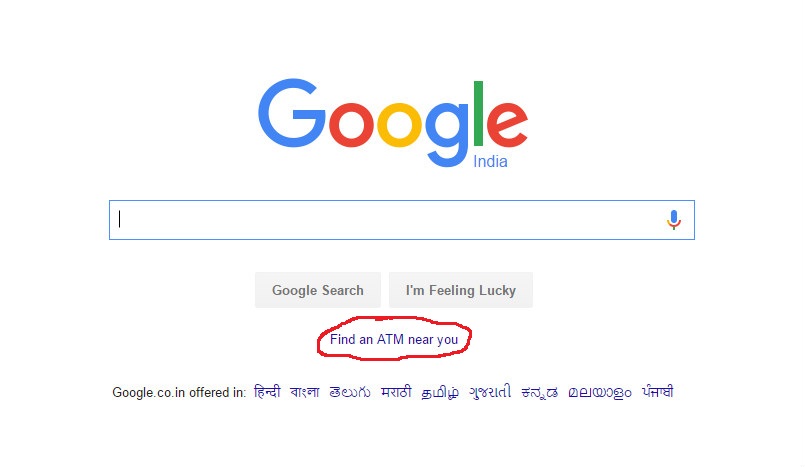 Google
India
Google Search I'm Feeling Lucky
Find an ATM near you
Google.co.in offered in: हिन्दी বাংলা తెలుగు मराठी தமிழ் ગુજરાતી ಕನ್ನಡ മലയാളം ਪੰਜਾਬੀ